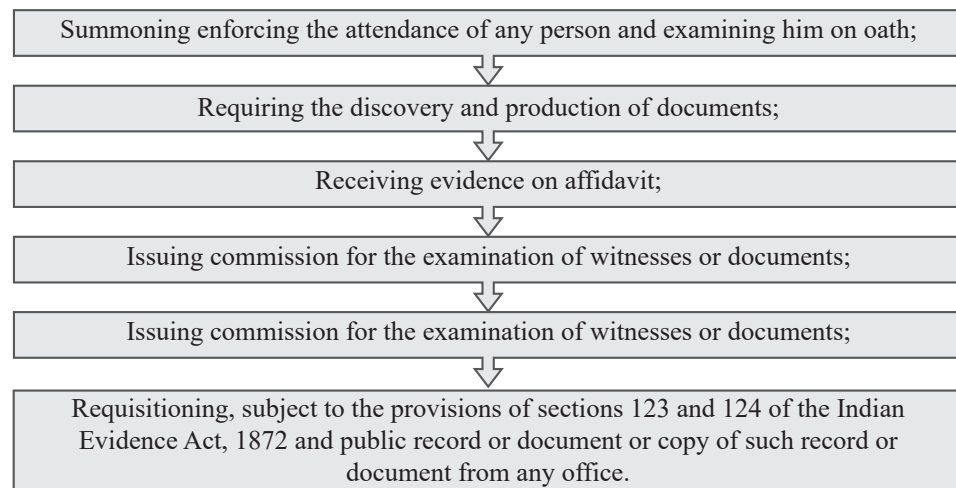 Summoning enforcing the attendance of any person and examining him on oath;
Requiring the discovery and production of documents;
Receiving evidence on affidavit;
Issuing commission for the examination of witnesses or documents;
Issuing commission for the examination of witnesses or documents;
Requisitioning, subject to the provisions of sections 123 and 124 of the Indian
Evidence Act, 1872 and public record or document or copy of such record or
document from any office.